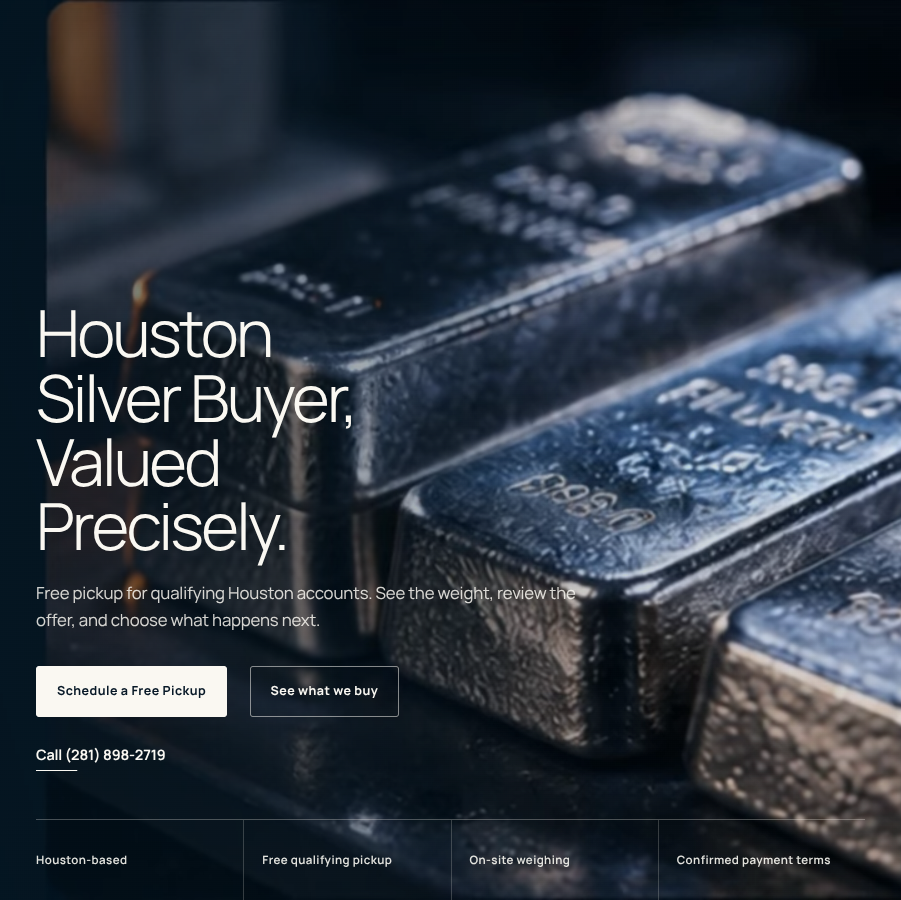 Houston
Silver Buyer,
Valued
Precisely.
Free pickup for qualifying Houston accounts. See the weight, review the
offer, and choose what happens next.
Schedule a Free Pickup
See what we buy
Call (281) 898-2719
Houston-based
Free qualifying pickup
On-site weighing
Confirmed payment terms